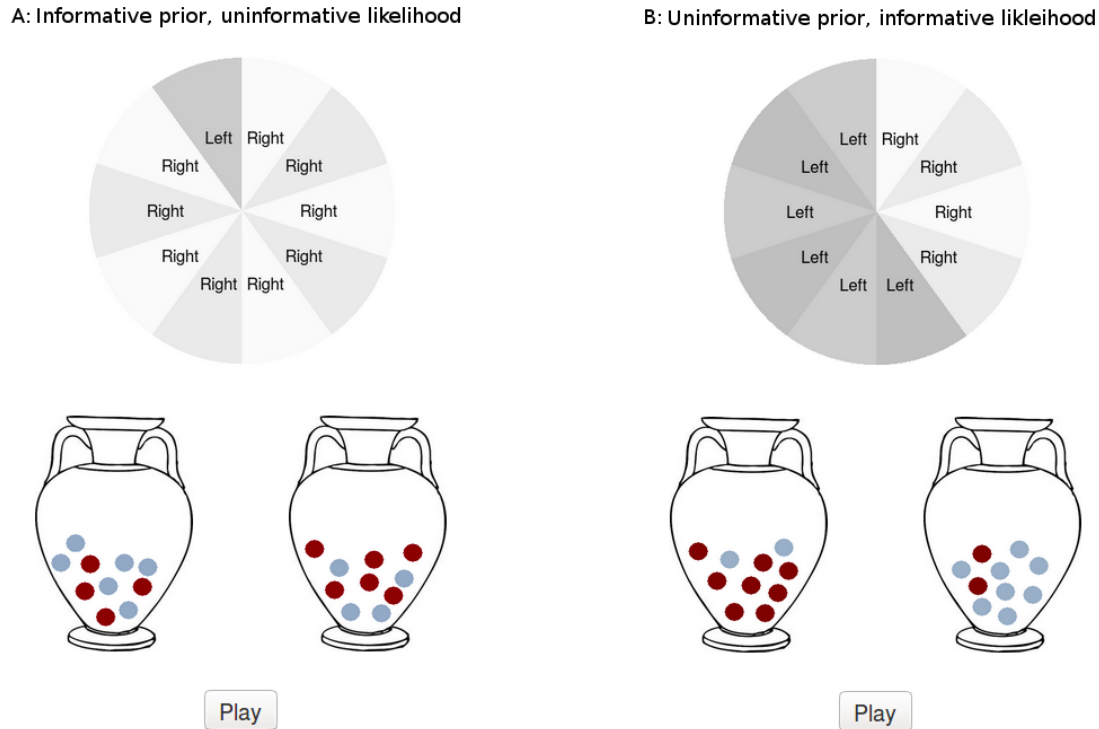 A: Informative prior, uninformative likelihood
Left Right
Right Right
Right Right
Right Right
Right Right
Play
B: Uninformative prior, informative likleihood
Left Right
Left Right
Left Right
Left Right
Left Left
Play